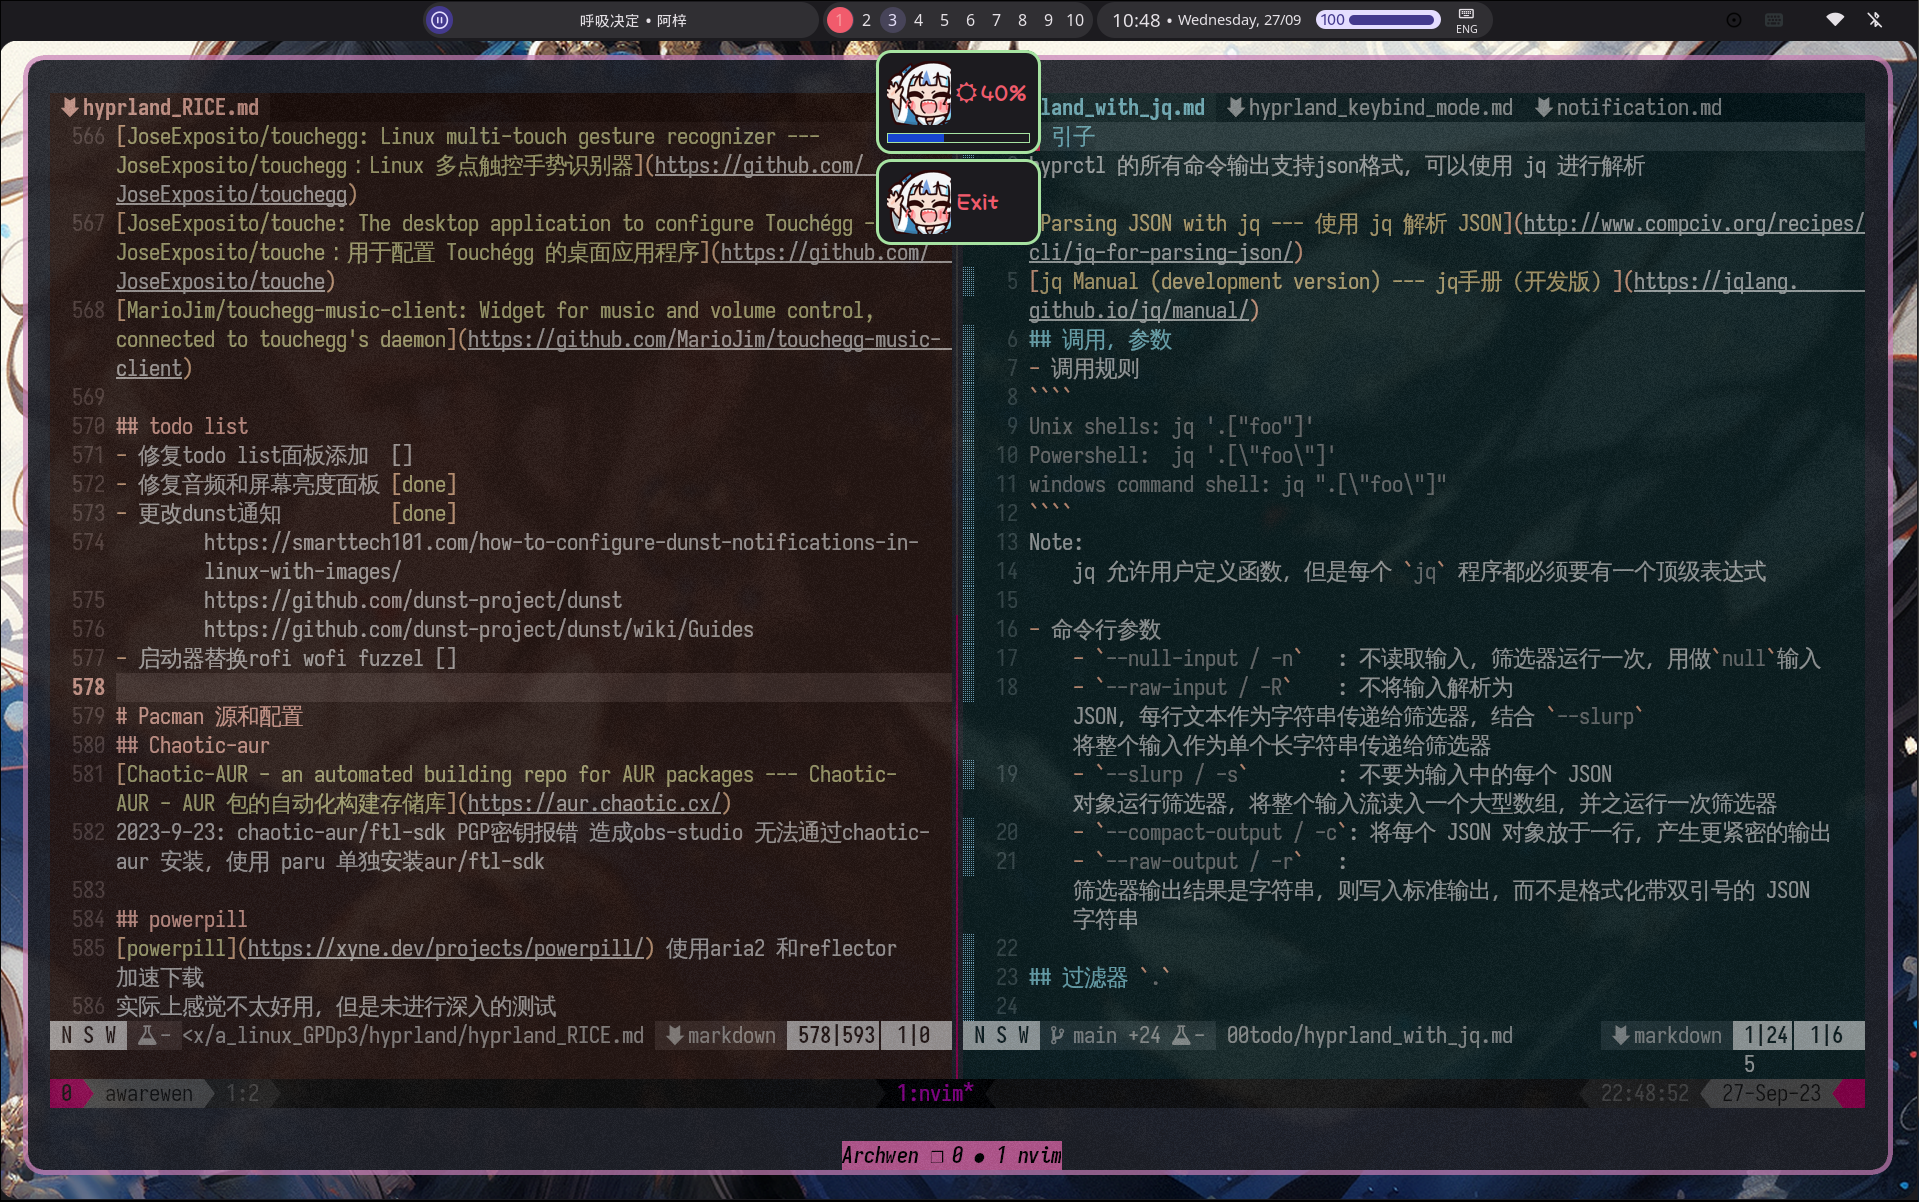 呼吸决定 • 阿梓
1 2 3 4 5 6 7 8 9 10
10:48 • Wednesday, 27/09
100
ENG
40%
Exit
hyprland_RICE.md
566 [JoseExposito/touchegg: Linux multi-touch gesture recognizer ---
JoseExposito/touchegg：Linux 多点触控手势识别器](https://github.com/
JoseExposito/touchegg)
567 [JoseExposito/touche: The desktop application to configure Touchégg -
JoseExposito/touche：用于配置 Touchégg 的桌面应用程序](https://github.com/
JoseExposito/touche)
568 [MarioJim/touchegg-music-client: Widget for music and volume control,
connected to touchegg's daemon](https://github.com/MarioJim/touchegg-music-
client)
569
570 ## todo list
571 - 修复todo list面板添加  []
572 - 修复音频和屏幕亮度面板 [done]
573 - 更改dunst通知          [done]
574         https://smarttech101.com/how-to-configure-dunst-notifications-in-
linux-with-images/
575         https://github.com/dunst-project/dunst
576         https://github.com/dunst-project/dunst/wiki/Guides
577 - 启动器替换rofi wofi fuzzel []
578
579 # Pacman 源和配置
580 ## Chaotic-aur
581 [Chaotic-AUR - an automated building repo for AUR packages --- Chaotic-
AUR - AUR 包的自动化构建存储库](https://aur.chaotic.cx/)
582 2023-9-23: chaotic-aur/ftl-sdk PGP密钥报错 造成obs-studio 无法通过chaotic-
aur 安装，使用 paru 单独安装aur/ftl-sdk
583
584 ## powerpill
585 [powerpill](https://xyne.dev/projects/powerpill/) 使用aria2 和reflector
加速下载
586 实际上感觉不太好用，但是未进行深入的测试
N S W - <x/a_linux_GPDp3/hyprland/hyprland_RICE.md markdown 578|593 1|0
land_with_jq.md hyprland_keybind_mode.md notification.md
引子
hyprctl 的所有命令输出支持json格式，可以使用 jq 进行解析
Parsing JSON with jq --- 使用 jq 解析 JSON](http://www.compciv.org/recipes/
cli/jq-for-parsing-json/)
5 [jq Manual (development version) --- jq手册（开发版）](https://jqlang.
github.io/jq/manual/)
6 ## 调用，参数
7 - 调用规则
8 ````
9 Unix shells: jq '.["foo"]'
10 Powershell:  jq '.[\"foo\"]'
11 windows command shell: jq ".[\"foo\"]"
12 ````
13 Note:
14     jq 允许用户定义函数，但是每个 `jq` 程序都必须要有一个顶级表达式
15
16 - 命令行参数
17     - `--null-input / -n`   : 不读取输入，筛选器运行一次，用做`null`输入
18     - `--raw-input / -R`    : 不将输入解析为
JSON，每行文本作为字符串传递给筛选器，结合 `--slurp`
将整个输入作为单个长字符串传递给筛选器
19     - `--slurp / -s`        : 不要为输入中的每个 JSON
对象运行筛选器，将整个输入流读入一个大型数组，并之运行一次筛选器
20     - `--compact-output / -c`: 将每个 JSON 对象放于一行，产生更紧密的输出
21     - `--raw-output / -r`   :
筛选器输出结果是字符串，则写入标准输出，而不是格式化带双引号的 JSON
字符串
22
23 ## 过滤器 `.`
24
N S W main +24 - 00todo/hyprland_with_jq.md markdown 1|24 1|6
5
0 awarewen 1:2 1:nvim* 22:48:52 27-Sep-23
Archwen ❐ 0 ● 1 nvim